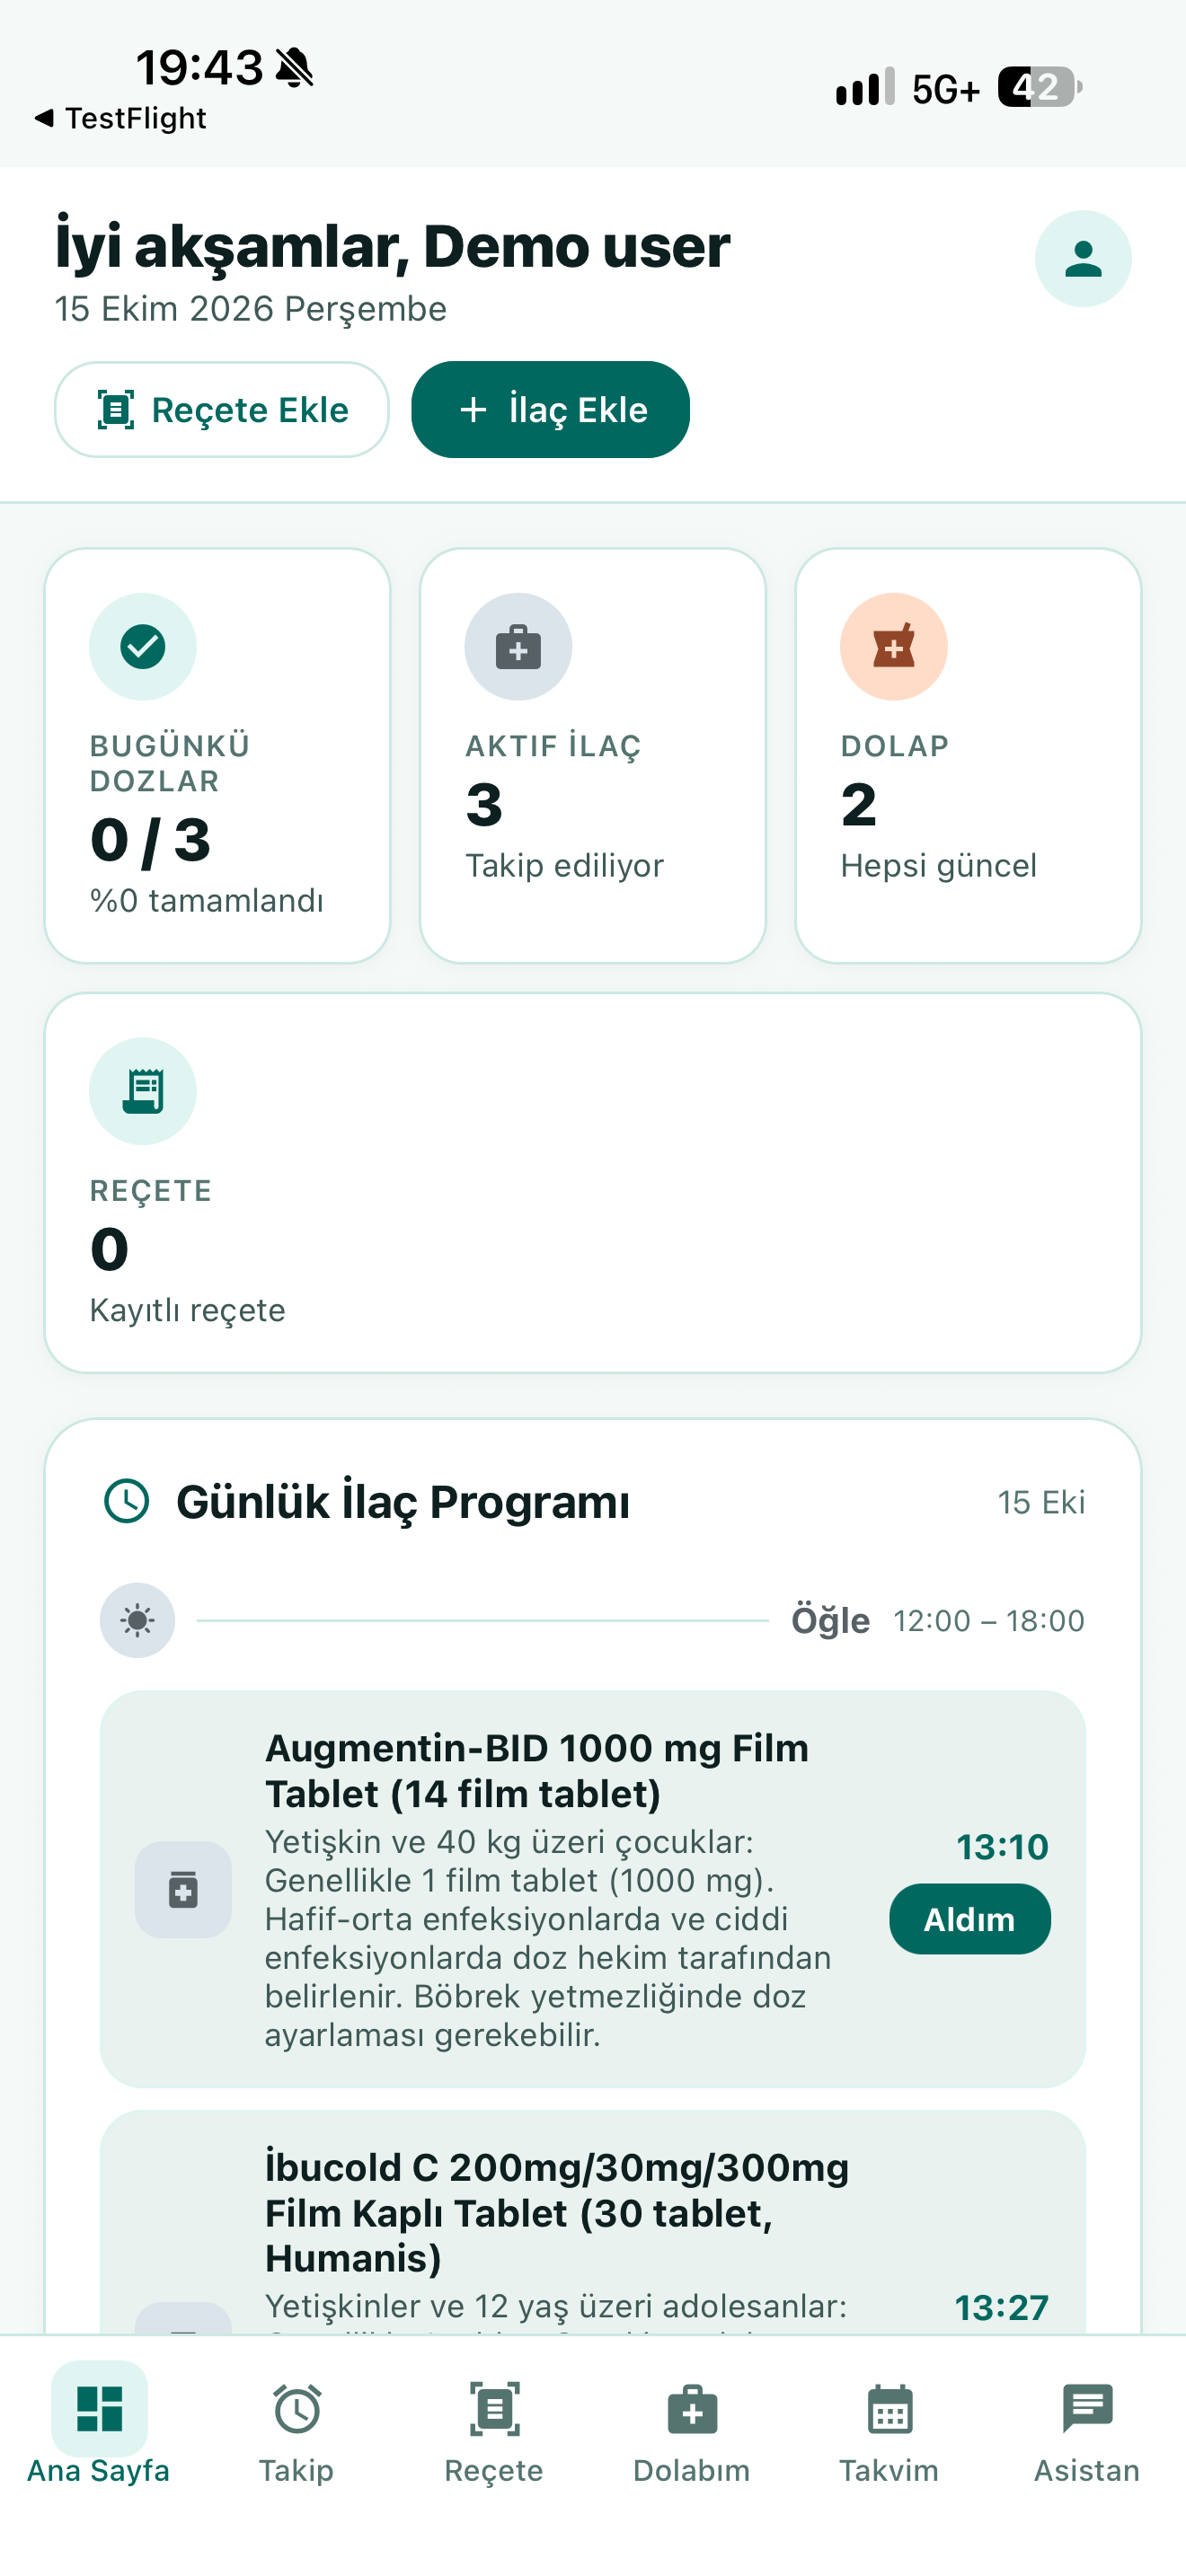 19:43
5G+
42
◀ TestFlight
İyi akşamlar, Demo user
15 Ekim 2026 Perşembe
Reçete Ekle
+ İlaç Ekle
BUGÜNKÜ
DOZLAR
0 / 3
%0 tamamlandı
AKTIF İLAÇ
3
Takip ediliyor
DOLAP
2
Hepsi güncel
REÇETE
0
Kayıtlı reçete
Günlük İlaç Programı
15 Eki
Öğle 12:00 – 18:00
Augmentin-BID 1000 mg Film
Tablet (14 film tablet)
Yetişkin ve 40 kg üzeri çocuklar:
Genellikle 1 film tablet (1000 mg).
Hafif-orta enfeksiyonlarda ve ciddi
enfeksiyonlarda doz hekim tarafından
belirlenir. Böbrek yetmezliğinde doz
ayarlaması gerekebilir.
13:10
Aldım
İbucold C 200mg/30mg/300mg
Film Kaplı Tablet (30 tablet,
Humanis)
Yetişkinler ve 12 yaş üzeri adolesanlar:
13:27
Ana Sayfa
Takip
Reçete
Dolabım
Takvim
Asistan